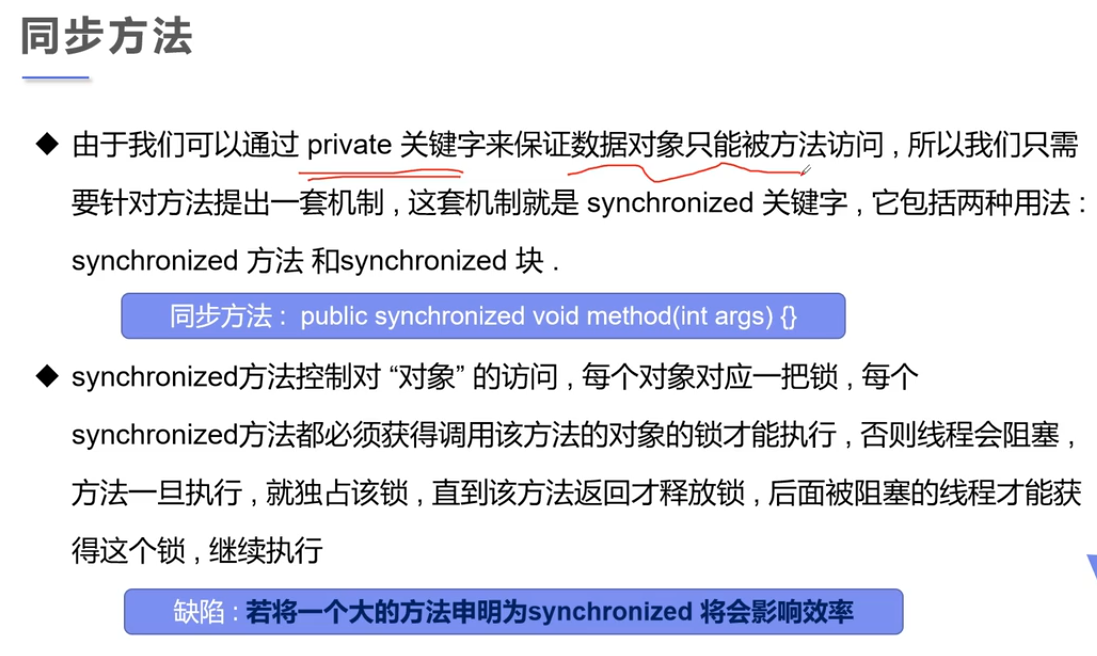 同步方法
◆ 由于我们可以通过 private 关键字来保证数据对象只能被方法访问 , 所以我们只需
要针对方法提出一套机制 , 这套机制就是 synchronized 关键字 , 它包括两种用法 :
synchronized 方法 和synchronized 块 .
同步方法 : public synchronized void method(int args) {}
◆ synchronized方法控制对 “对象” 的访问 , 每个对象对应一把锁 , 每个
synchronized方法都必须获得调用该方法的对象的锁才能执行 , 否则线程会阻塞 ,
方法一旦执行 , 就独占该锁 , 直到该方法返回才释放锁 , 后面被阻塞的线程才能获
得这个锁 , 继续执行
缺陷 : 若将一个大的方法申明为synchronized 将会影响效率